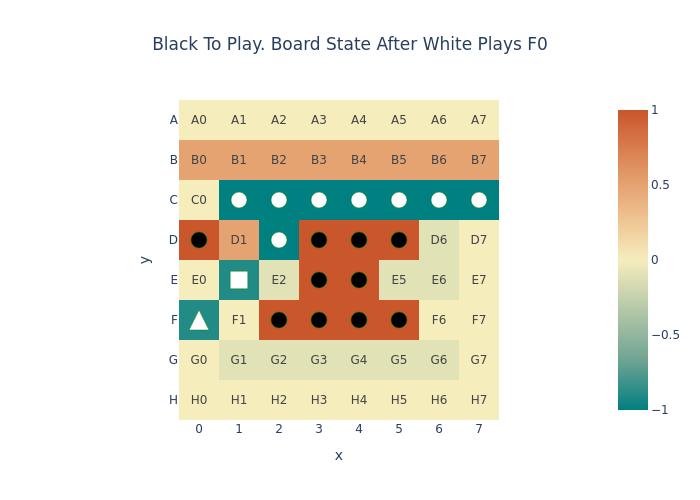 Black To Play. Board State After White Plays F0
A A0 A1 A2 A3 A4 A5 A6 A7
B B0 B1 B2 B3 B4 B5 B6 B7
C C0
D D1 D6 D7
E E0 E2 E5 E6 E7
F F1 F6 F7
G G0 G1 G2 G3 G4 G5 G6 G7
H H0 H1 H2 H3 H4 H5 H6 H7
0 1 2 3 4 5 6 7
x
y
1
0.5
0
−0.5
−1